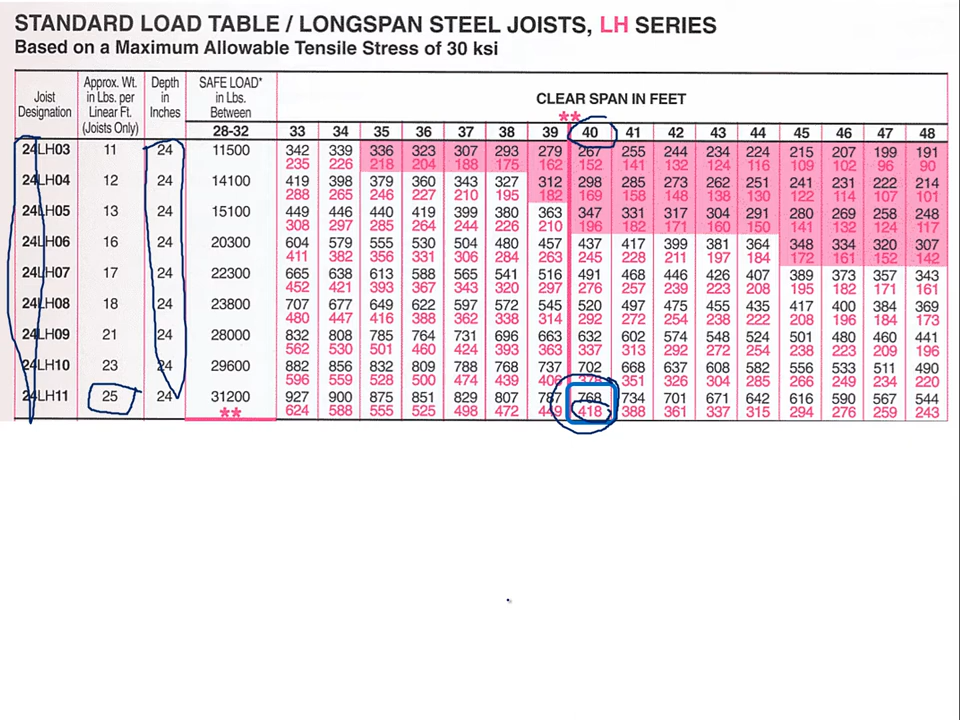 STANDARD LOAD TABLE / LONGSPAN STEEL JOISTS, LH SERIES
Based on a Maximum Allowable Tensile Stress of 30 ksi
Joist Designation Approx. Wt. in Lbs. per Linear Ft. (Joists Only) Depth in Inches SAFE LOAD* in Lbs. Between CLEAR SPAN IN FEET
**
28-32 33 34 35 36 37 38 39 40 41 42 43 44 45 46 47 48
24LH03 11 24 11500 342 339 336 323 307 293 279 267 255 244 234 224 215 207 199 191
235 226 218 204 188 175 162 152 141 132 124 116 109 102 96 90
24LH04 12 24 14100 419 398 379 360 343 327 312 298 285 273 262 251 241 231 222 214
288 265 246 227 210 195 182 169 158 148 138 130 122 114 107 101
24LH05 13 24 15100 449 446 440 419 399 380 363 347 331 317 304 291 280 269 258 248
308 297 285 264 244 226 210 196 182 171 160 150 141 132 124 117
24LH06 16 24 20300 604 579 555 530 504 480 457 437 417 399 381 364 348 334 320 307
411 382 356 331 306 284 263 245 228 211 197 184 172 161 152 142
24LH07 17 24 22300 665 638 613 588 565 541 516 491 468 446 426 407 389 373 357 343
452 421 393 367 343 320 297 276 257 239 223 208 195 182 171 161
24LH08 18 24 23800 707 677 649 622 597 572 545 520 497 475 455 435 417 400 384 369
480 447 416 388 362 338 314 292 272 254 238 222 208 196 184 173
24LH09 21 24 28000 832 808 785 764 731 696 663 632 602 574 548 524 501 480 460 441
562 530 501 460 424 393 363 337 313 292 272 254 238 223 209 196
24LH10 23 24 29600 882 856 832 809 788 768 737 702 668 637 608 582 556 533 511 490
596 559 528 500 474 439 406 378 351 326 304 285 266 249 234 220
24LH11 25 24 31200 927 900 875 851 829 807 787 768 734 701 671 642 616 590 567 544
** 624 588 555 525 498 472 449 418 388 361 337 315 294 276 259 243